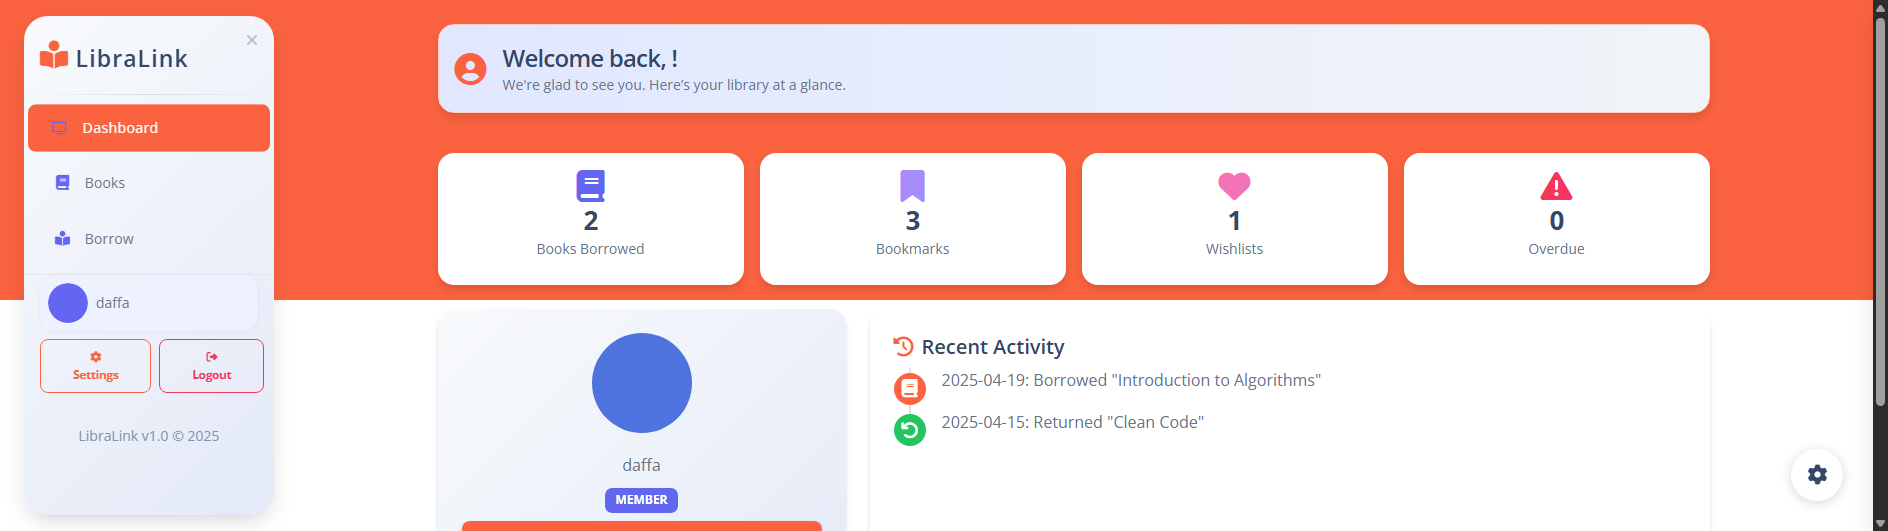 LibraLink
×
Dashboard
Books
Borrow
daffa
Settings
Logout
LibraLink v1.0 © 2025
Welcome back, !
We're glad to see you. Here’s your library at a glance.
2
Books Borrowed
3
Bookmarks
1
Wishlists
0
Overdue
daffa
MEMBER
Recent Activity
2025-04-19: Borrowed "Introduction to Algorithms"
2025-04-15: Returned "Clean Code"